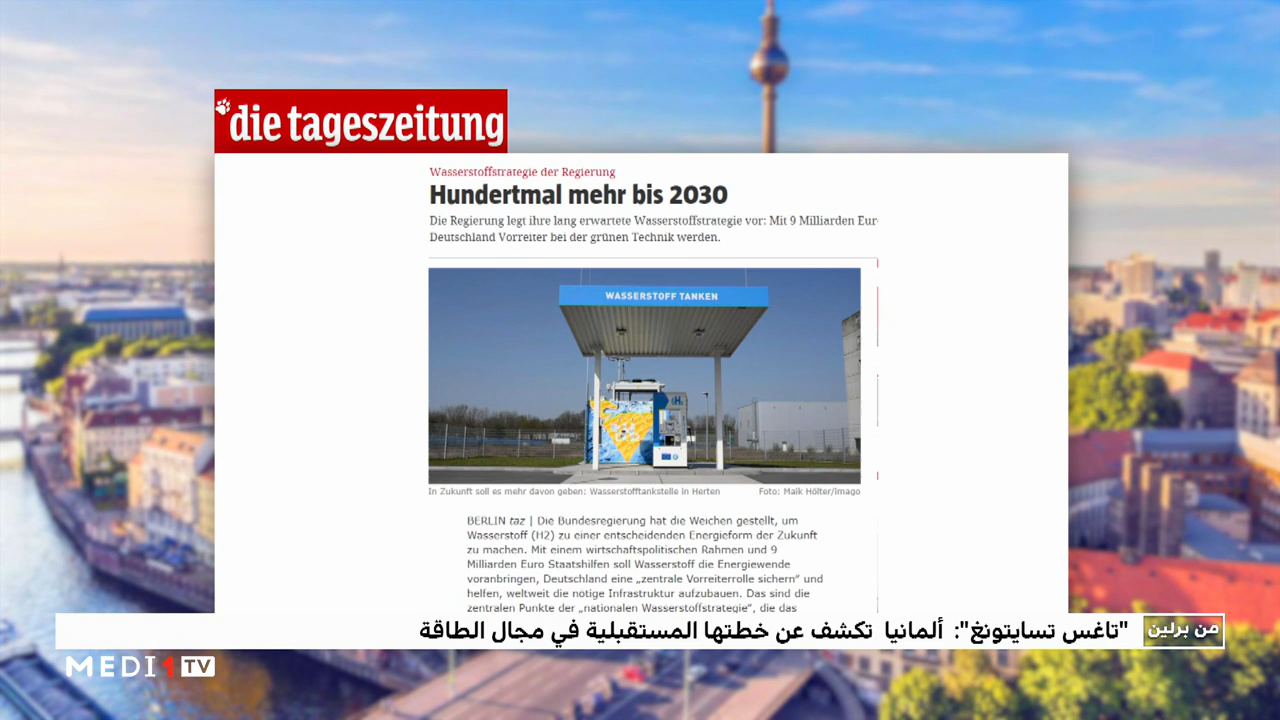 die tageszeitung
Wasserstoffstrategie der Regierung
Hundertmal mehr bis 2030
Die Regierung legt ihre lang erwartete Wasserstoffstrategie vor: Mit 9 Milliarden Eur
Deutschland Vorreiter bei der grünen Technik werden.
WASSERSTOFF TANKEN
H₂
In Zukunft soll es mehr davon geben: Wasserstofftankstelle in Herten Foto: Maik Hölter/imago
BERLIN taz | Die Bundesregierung hat die Weichen gestellt, um
Wasserstoff (H2) zu einer entscheidenden Energieform der Zukunft
zu machen. Mit einem wirtschaftspolitischen Rahmen und 9
Milliarden Euro Staatshilfen soll Wasserstoff die Energiewende
voranbringen, Deutschland eine „zentrale Vorreiterrolle sichern“ und
helfen, weltweit die nötige Infrastruktur aufzubauen. Das sind die
zentralen Punkte der „nationalen Wasserstoffstrategie“, die das
من برلين
"تاغس تسايتونغ": ألمانيا تكشف عن خطتها المستقبلية في مجال الطاقة
MEDI1 TV